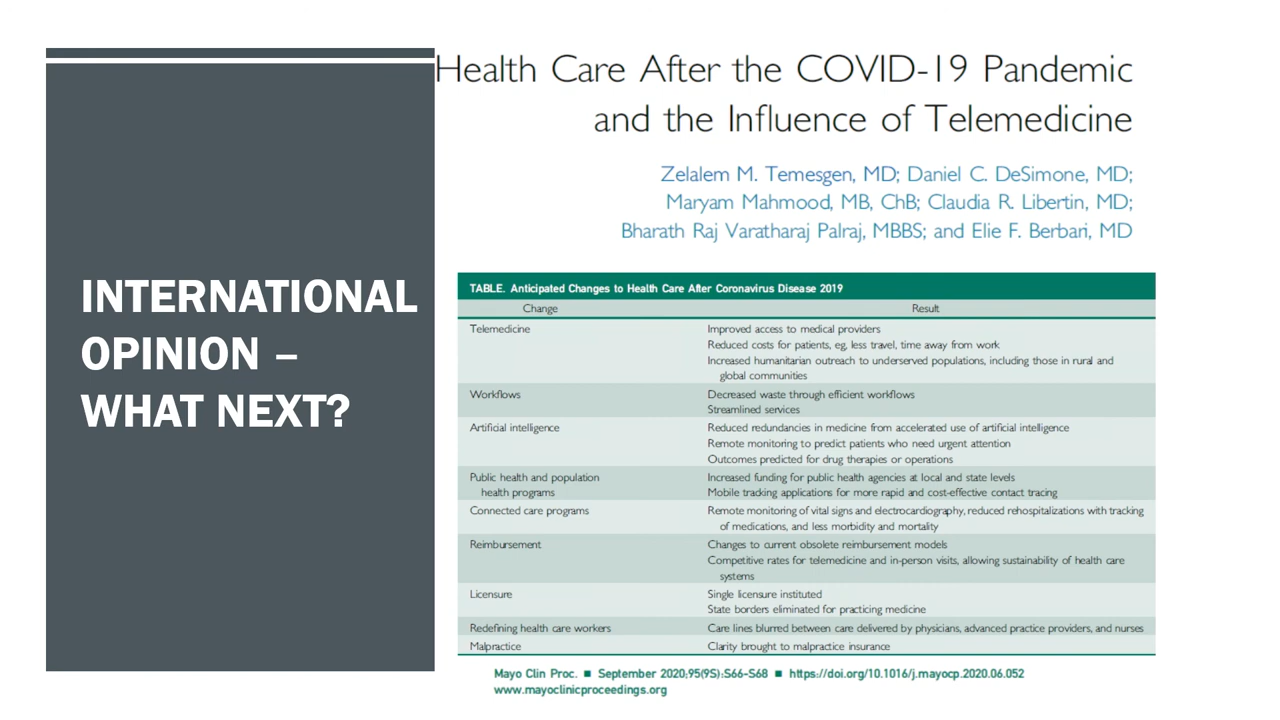 INTERNATIONAL
OPINION –
WHAT NEXT?
Health Care After the COVID-19 Pandemic
and the Influence of Telemedicine
Zelalem M. Temesgen, MD; Daniel C. DeSimone, MD;
Maryam Mahmood, MB, ChB; Claudia R. Libertin, MD;
Bharath Raj Varatharaj Palraj, MBBS; and Elie F. Berbari, MD
TABLE. Anticipated Changes to Health Care After Coronavirus Disease 2019
Change Result
Telemedicine Improved access to medical providers
Reduced costs for patients, eg, less travel, time away from work
Increased humanitarian outreach to underserved populations, including those in rural and
global communities
Workflows Decreased waste through efficient workflows
Streamlined services
Artificial intelligence Reduced redundancies in medicine from accelerated use of artificial intelligence
Remote monitoring to predict patients who need urgent attention
Outcomes predicted for drug therapies or operations
Public health and population Increased funding for public health agencies at local and state levels
health programs Mobile tracking applications for more rapid and cost-effective contact tracing
Connected care programs Remote monitoring of vital signs and electrocardiography, reduced rehospitalizations with tracking
of medications, and less morbidity and mortality
Reimbursement Changes to current obsolete reimbursement models
Competitive rates for telemedicine and in-person visits, allowing sustainability of health care
systems
Licensure Single licensure instituted
State borders eliminated for practicing medicine
Redefining health care workers Care lines blurred between care delivered by physicians, advanced practice providers, and nurses
Malpractice Clarity brought to malpractice insurance
Mayo Clin Proc. ■ September 2020;95(9S):S66-S68 ■ https://doi.org/10.1016/j.mayocp.2020.06.052
www.mayoclinicproceedings.org